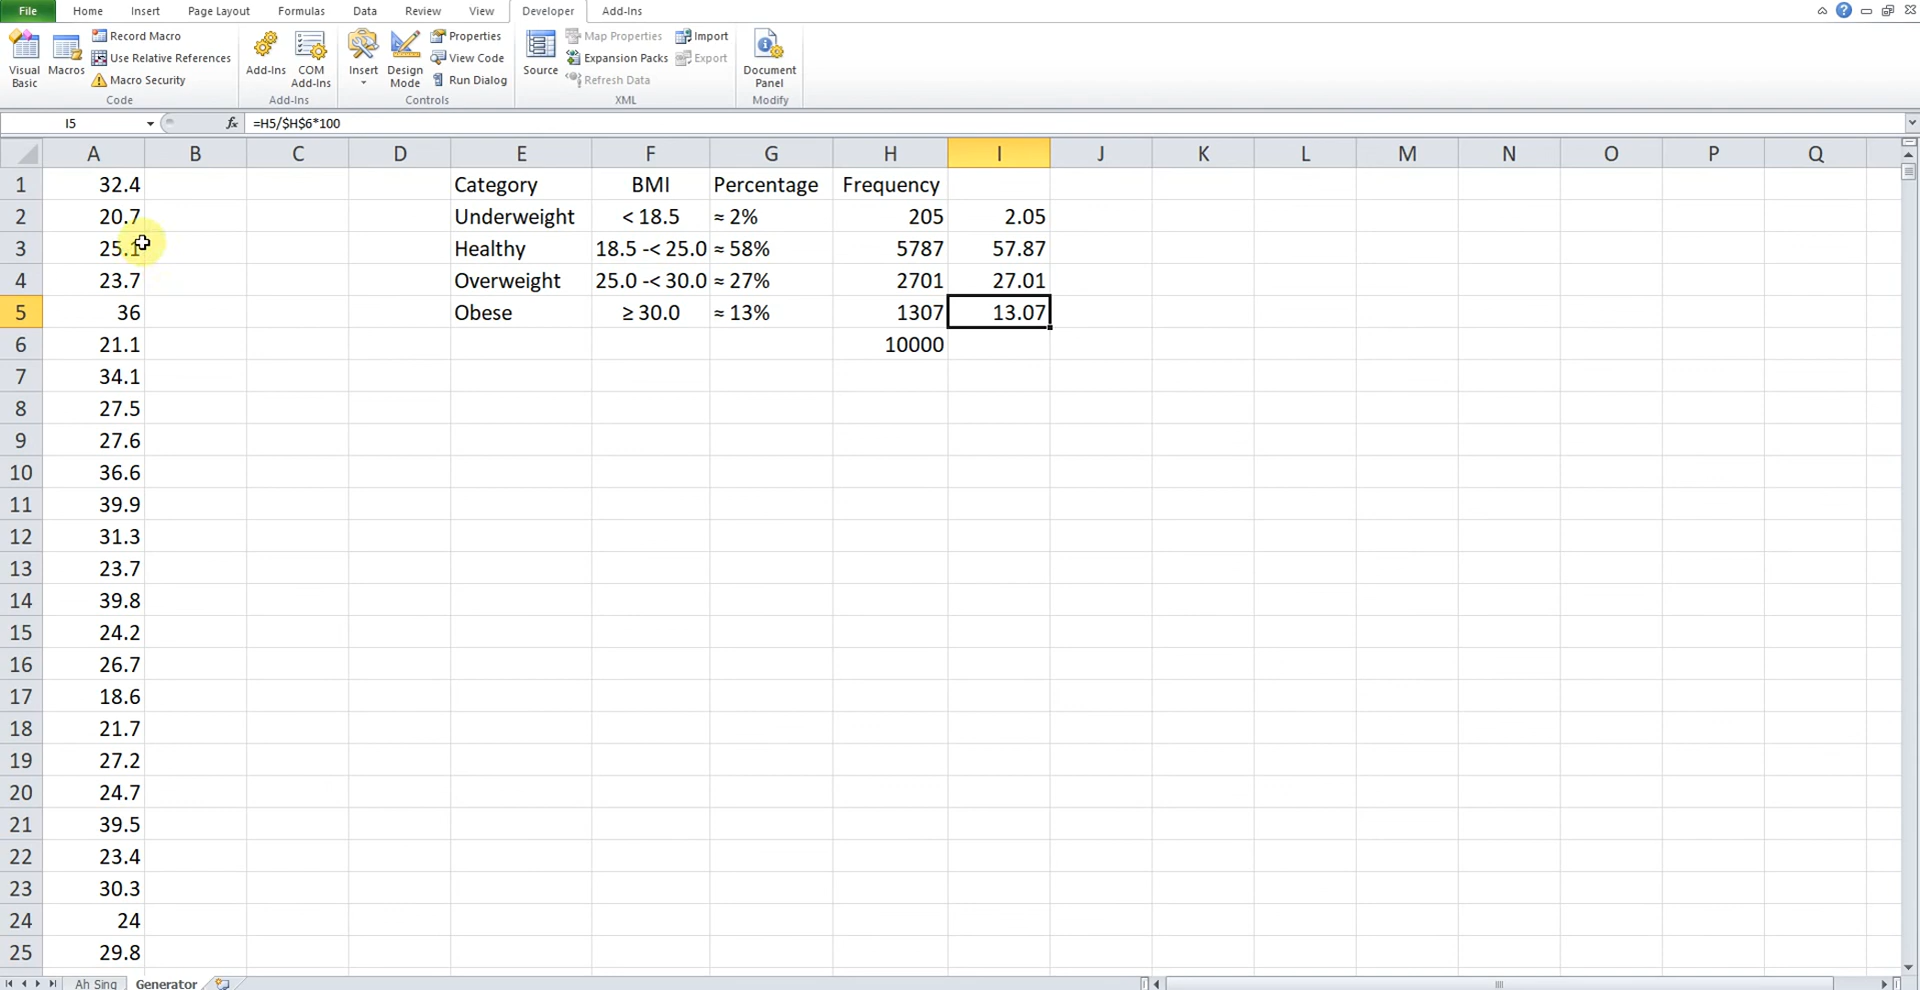 File Home Insert Page Layout Formulas Data Review View Developer Add-Ins
Visual Basic
Macros
Record Macro
Use Relative References
Macro Security
Code
Add-Ins
COM Add-Ins
Add-Ins
Insert
Design Mode
Properties
View Code
Run Dialog
Controls
Source
Map Properties
Expansion Packs
Refresh Data
Import
Export
XML
Document Panel
Modify
I5 fx =H5/$H$6*100
A B C D E F G H I J K L M N O P Q
1 32.4 Category BMI Percentage Frequency
2 20.7 Underweight < 18.5 ≈ 2% 205 2.05
3 25.1 Healthy 18.5 -< 25.0 ≈ 58% 5787 57.87
4 23.7 Overweight 25.0 -< 30.0 ≈ 27% 2701 27.01
5 36 Obese ≥ 30.0 ≈ 13% 1307 13.07
6 21.1 10000
7 34.1
8 27.5
9 27.6
10 36.6
11 39.9
12 31.3
13 23.7
14 39.8
15 24.2
16 26.7
17 18.6
18 21.7
19 27.2
20 24.7
21 39.5
22 23.4
23 30.3
24 24
25 29.8
Ah Sing Generator